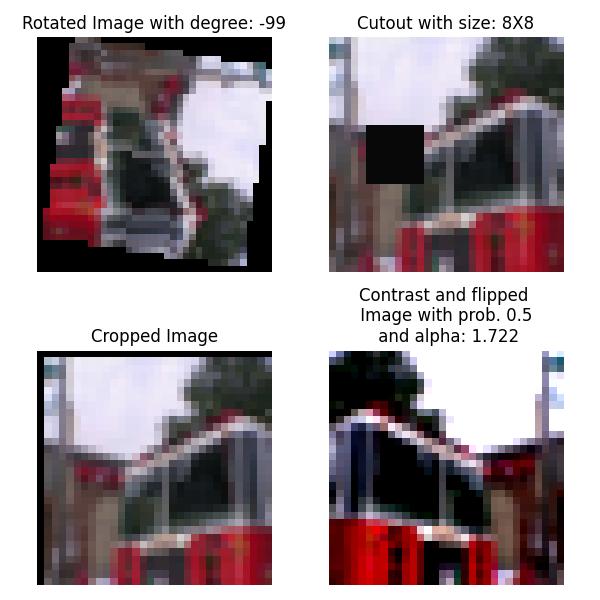 Rotated Image with degree: -99
Cutout with size: 8X8
Cropped Image
Contrast and flipped
Image with prob. 0.5
and alpha: 1.722